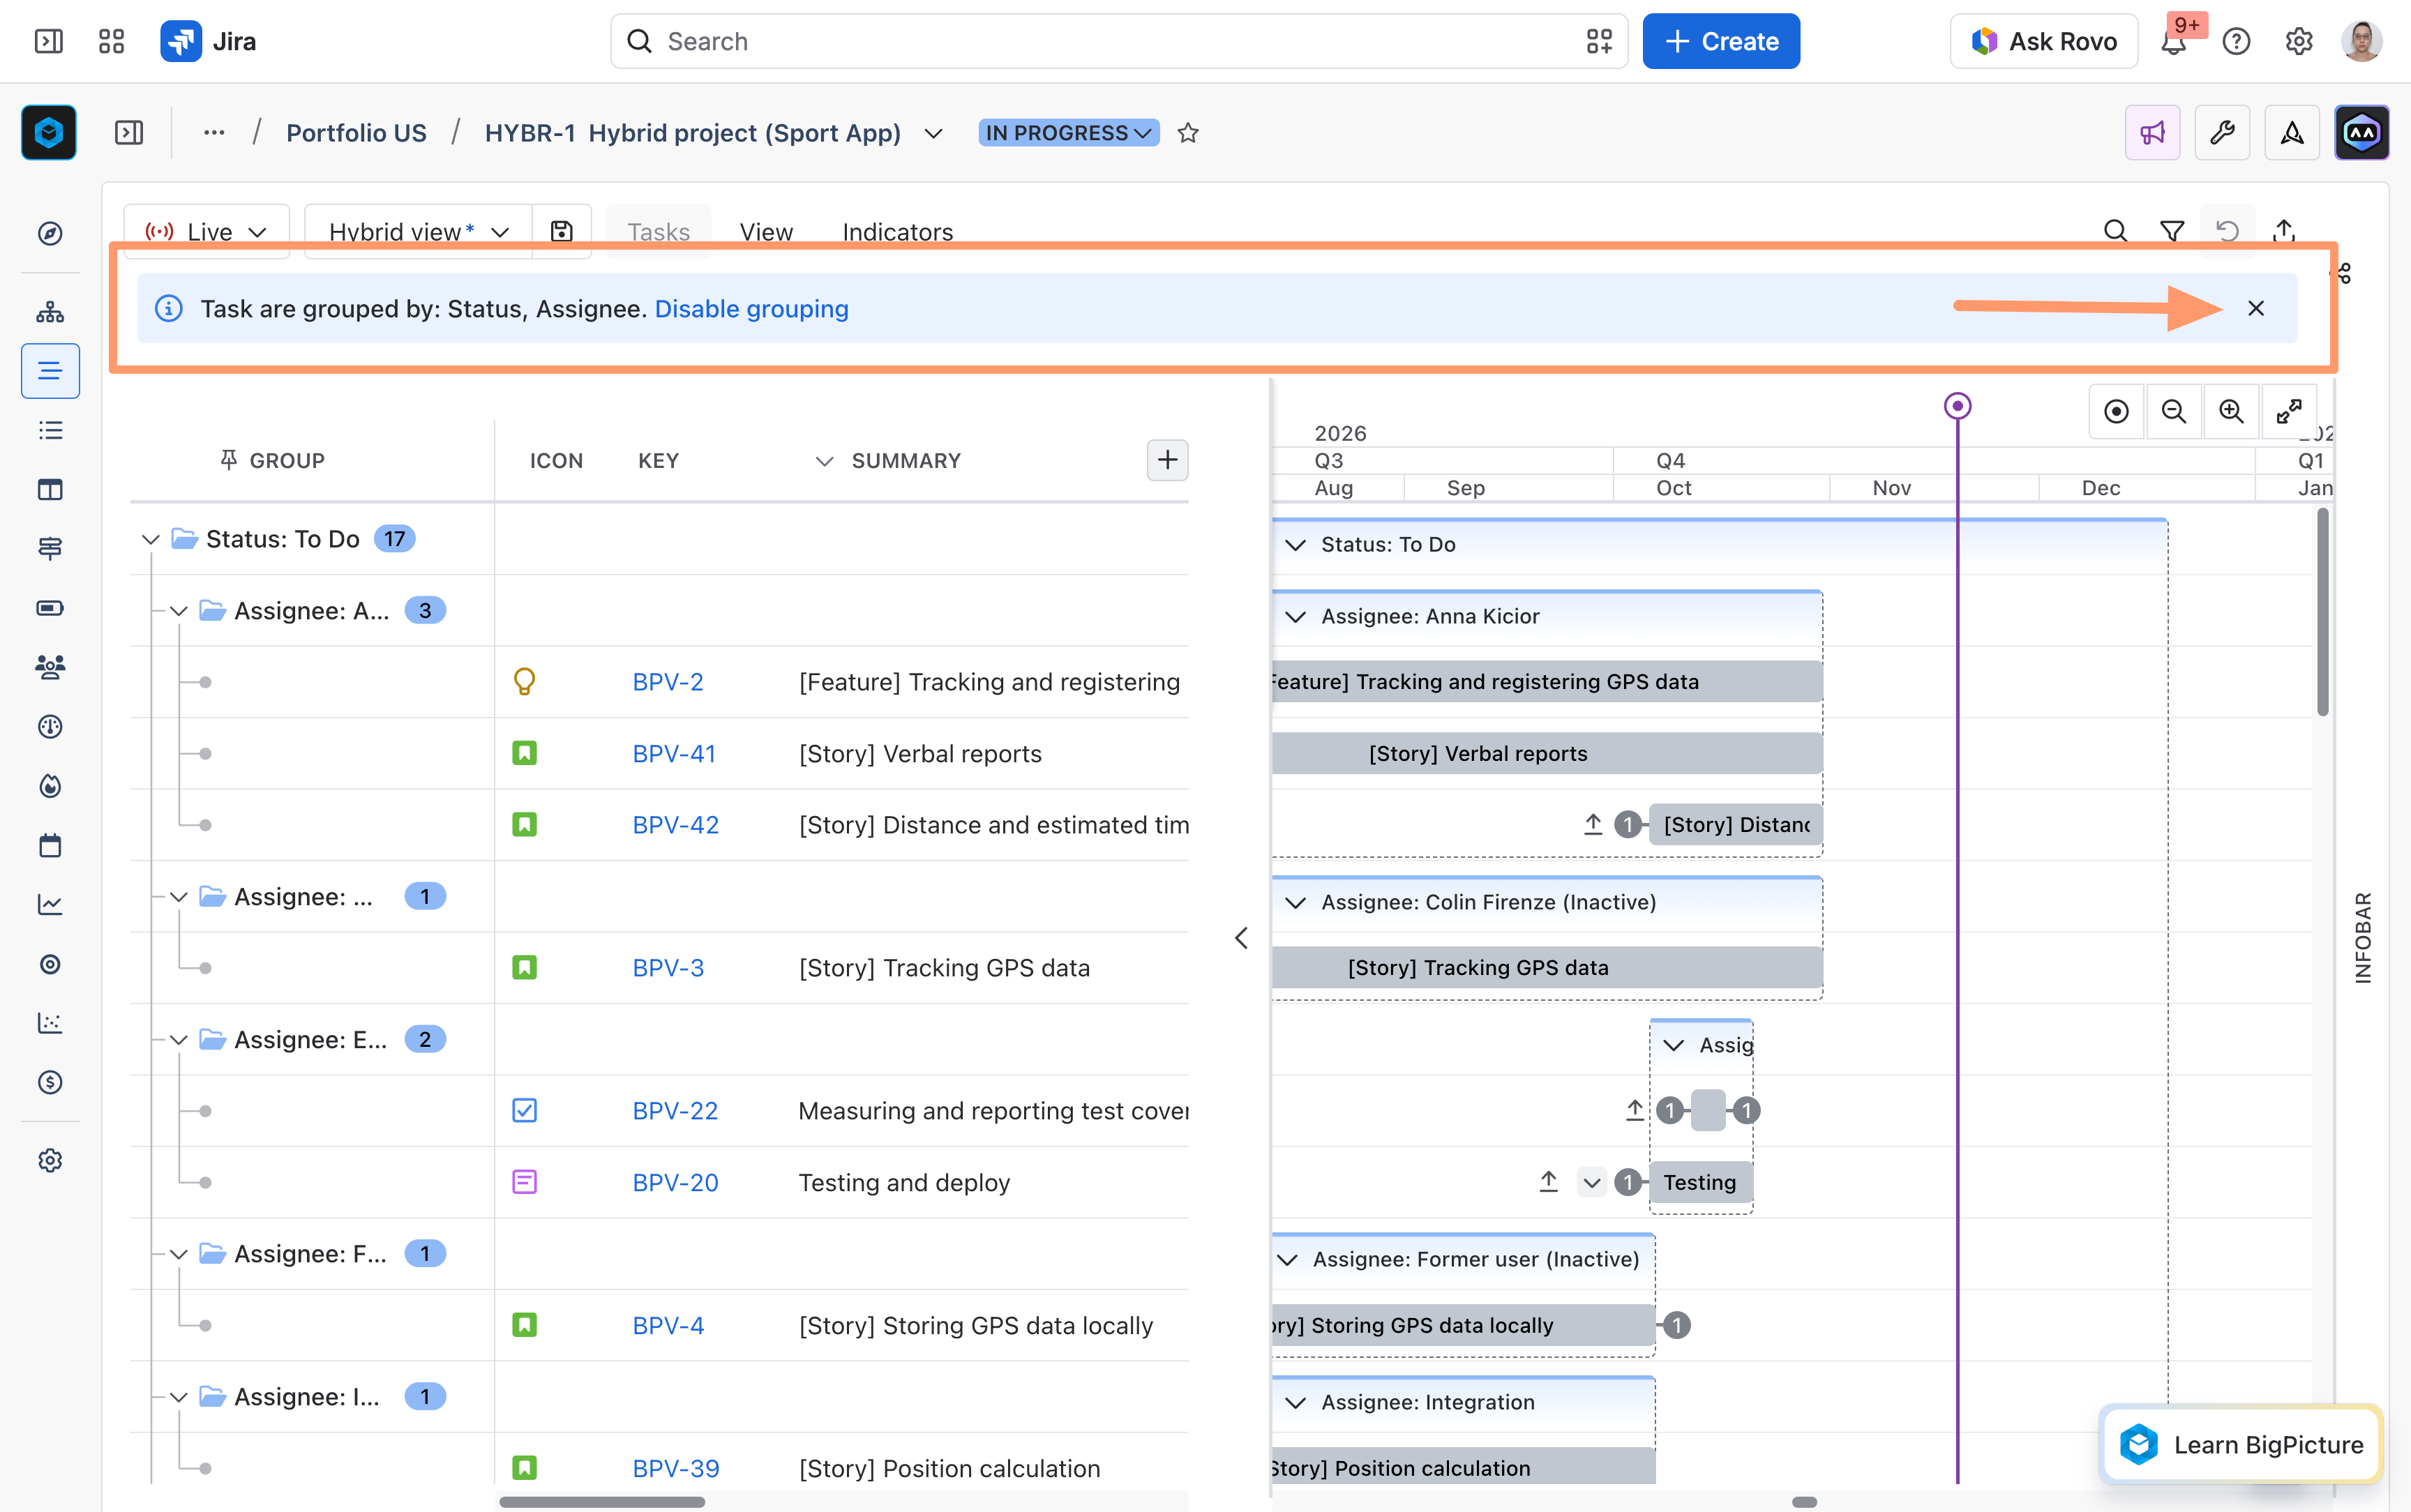 Jira
Search
Create
Ask Rovo
9+
... / Portfolio US / HYBR-1 Hybrid project (Sport App)
IN PROGRESS
Live
Hybrid view*
Tasks
View
Indicators
Task are grouped by: Status, Assignee. Disable grouping
GROUP
ICON
KEY
SUMMARY
2026
Q3
Q4
Q1
Aug
Sep
Oct
Nov
Dec
Jan
Status: To Do 17
Status: To Do
Assignee: A... 3
Assignee: Anna Kicior
BPV-2 [Feature] Tracking and registering
Feature] Tracking and registering GPS data
BPV-41 [Story] Verbal reports
[Story] Verbal reports
BPV-42 [Story] Distance and estimated tim
1 [Story] Distanc
Assignee: ... 1
Assignee: Colin Firenze (Inactive)
BPV-3 [Story] Tracking GPS data
[Story] Tracking GPS data
Assignee: E... 2
Assig
BPV-22 Measuring and reporting test cover
1 1
BPV-20 Testing and deploy
1 Testing
Assignee: F... 1
Assignee: Former user (Inactive)
BPV-4 [Story] Storing GPS data locally
ory] Storing GPS data locally 1
Assignee: I... 1
Assignee: Integration
BPV-39 [Story] Position calculation
Story] Position calculation
INFOBAR
Learn BigPicture